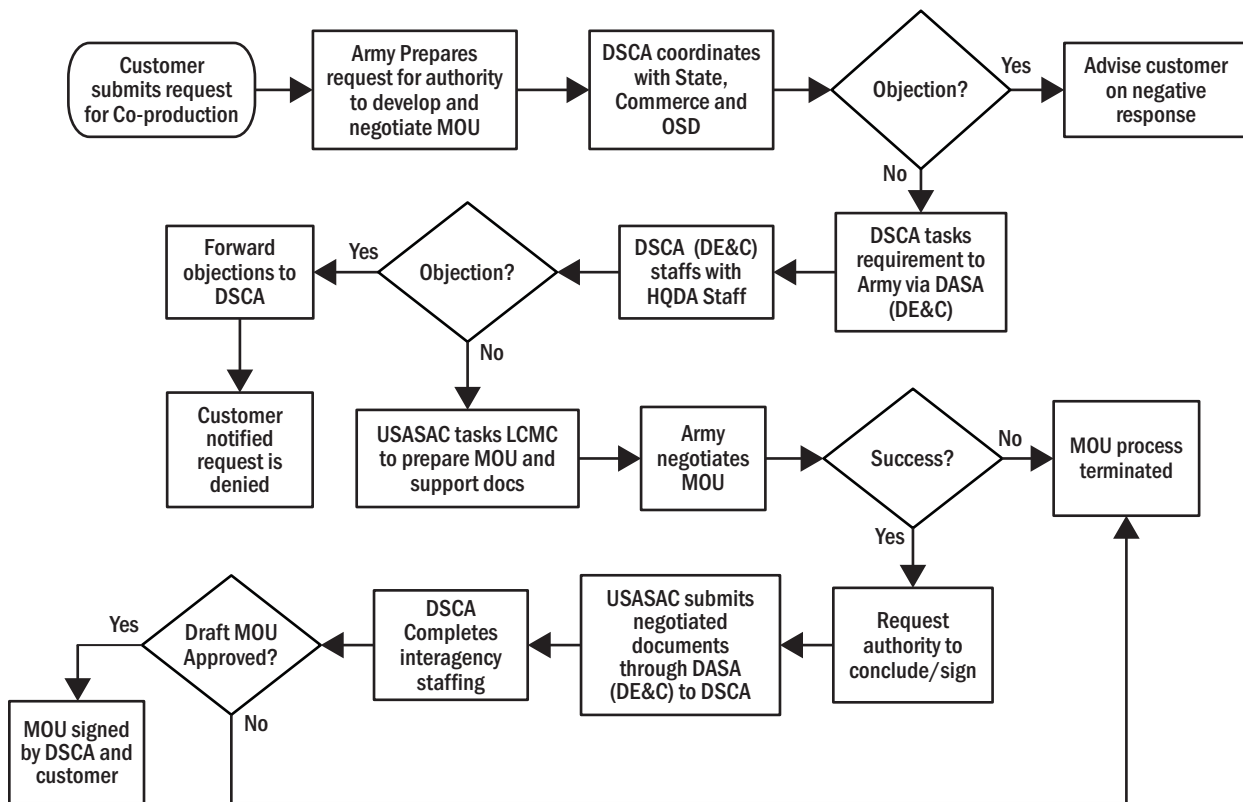 Customer
submits request
for Co-production
Army Prepares
request for authority
to develop and
negotiate MOU
DSCA coordinates
with State,
Commerce and
OSD
Objection?
Yes
Advise customer
on negative
response
No
DSCA tasks
requirement to
Army via DASA
(DE&C)
DSCA (DE&C)
staffs with
HQDA Staff
Objection?
Yes
Forward
objections to
DSCA
Customer
notified
request is
denied
No
USASAC tasks LCMC
to prepare MOU and
support docs
Army
negotiates
MOU
Success?
No
MOU process
terminated
Yes
Request
authority to
conclude/sign
USASAC submits
negotiated
documents
through DASA
(DE&C) to DSCA
DSCA
Completes
interagency
staffing
Draft MOU
Approved?
Yes
MOU signed
by DSCA and
customer
No